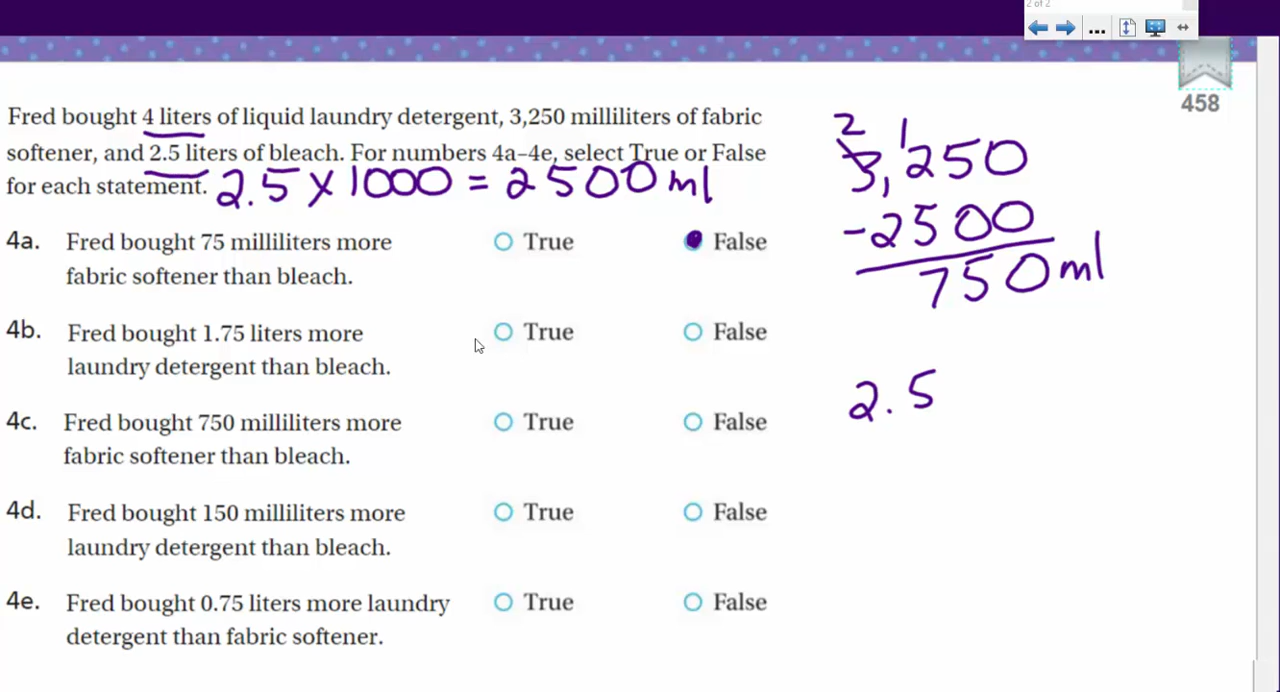 2 of 2
...
458
Fred bought 4 liters of liquid laundry detergent, 3,250 milliliters of fabric
softener, and 2.5 liters of bleach. For numbers 4a–4e, select True or False
for each statement.
2.5 x 1000 = 2500 ml
2 1
3,250
-2500
750 ml
4a. Fred bought 75 milliliters more True False
fabric softener than bleach.
4b. Fred bought 1.75 liters more True False
laundry detergent than bleach.
2.5
4c. Fred bought 750 milliliters more True False
fabric softener than bleach.
4d. Fred bought 150 milliliters more True False
laundry detergent than bleach.
4e. Fred bought 0.75 liters more laundry True False
detergent than fabric softener.